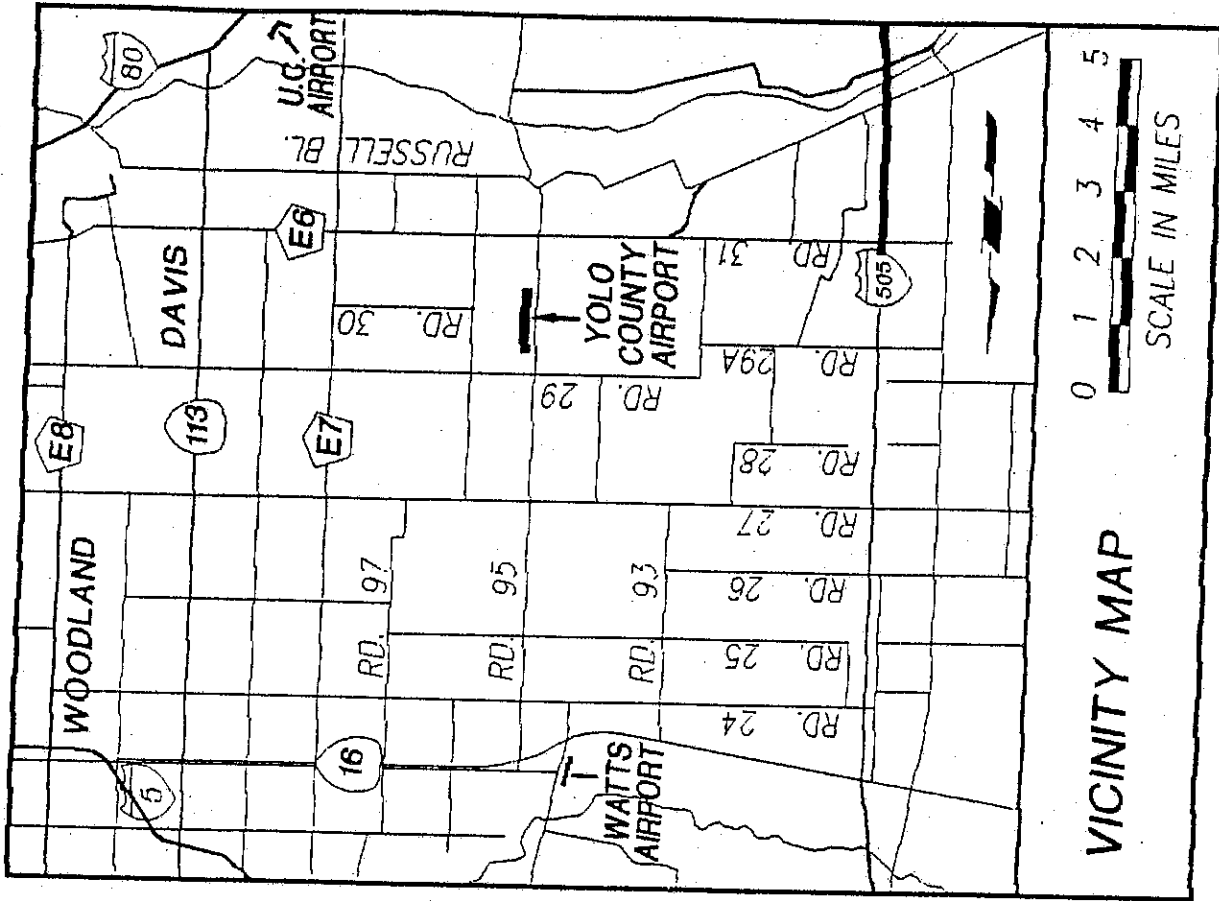 80
U.C.
AIRPORT
RUSSELL BL.
DAVIS
E6
E8
113
E7
RD. 30
YOLO
COUNTY
AIRPORT
RD. 31
505
RD. 29A
RD. 29
RD. 28
RD. 27
WOODLAND
RD. 97
RD. 95
RD. 93
RD. 26
RD. 25
RD. 24
16
5
WATTS
AIRPORT
0 1 2 3 4 5
SCALE IN MILES
VICINITY MAP